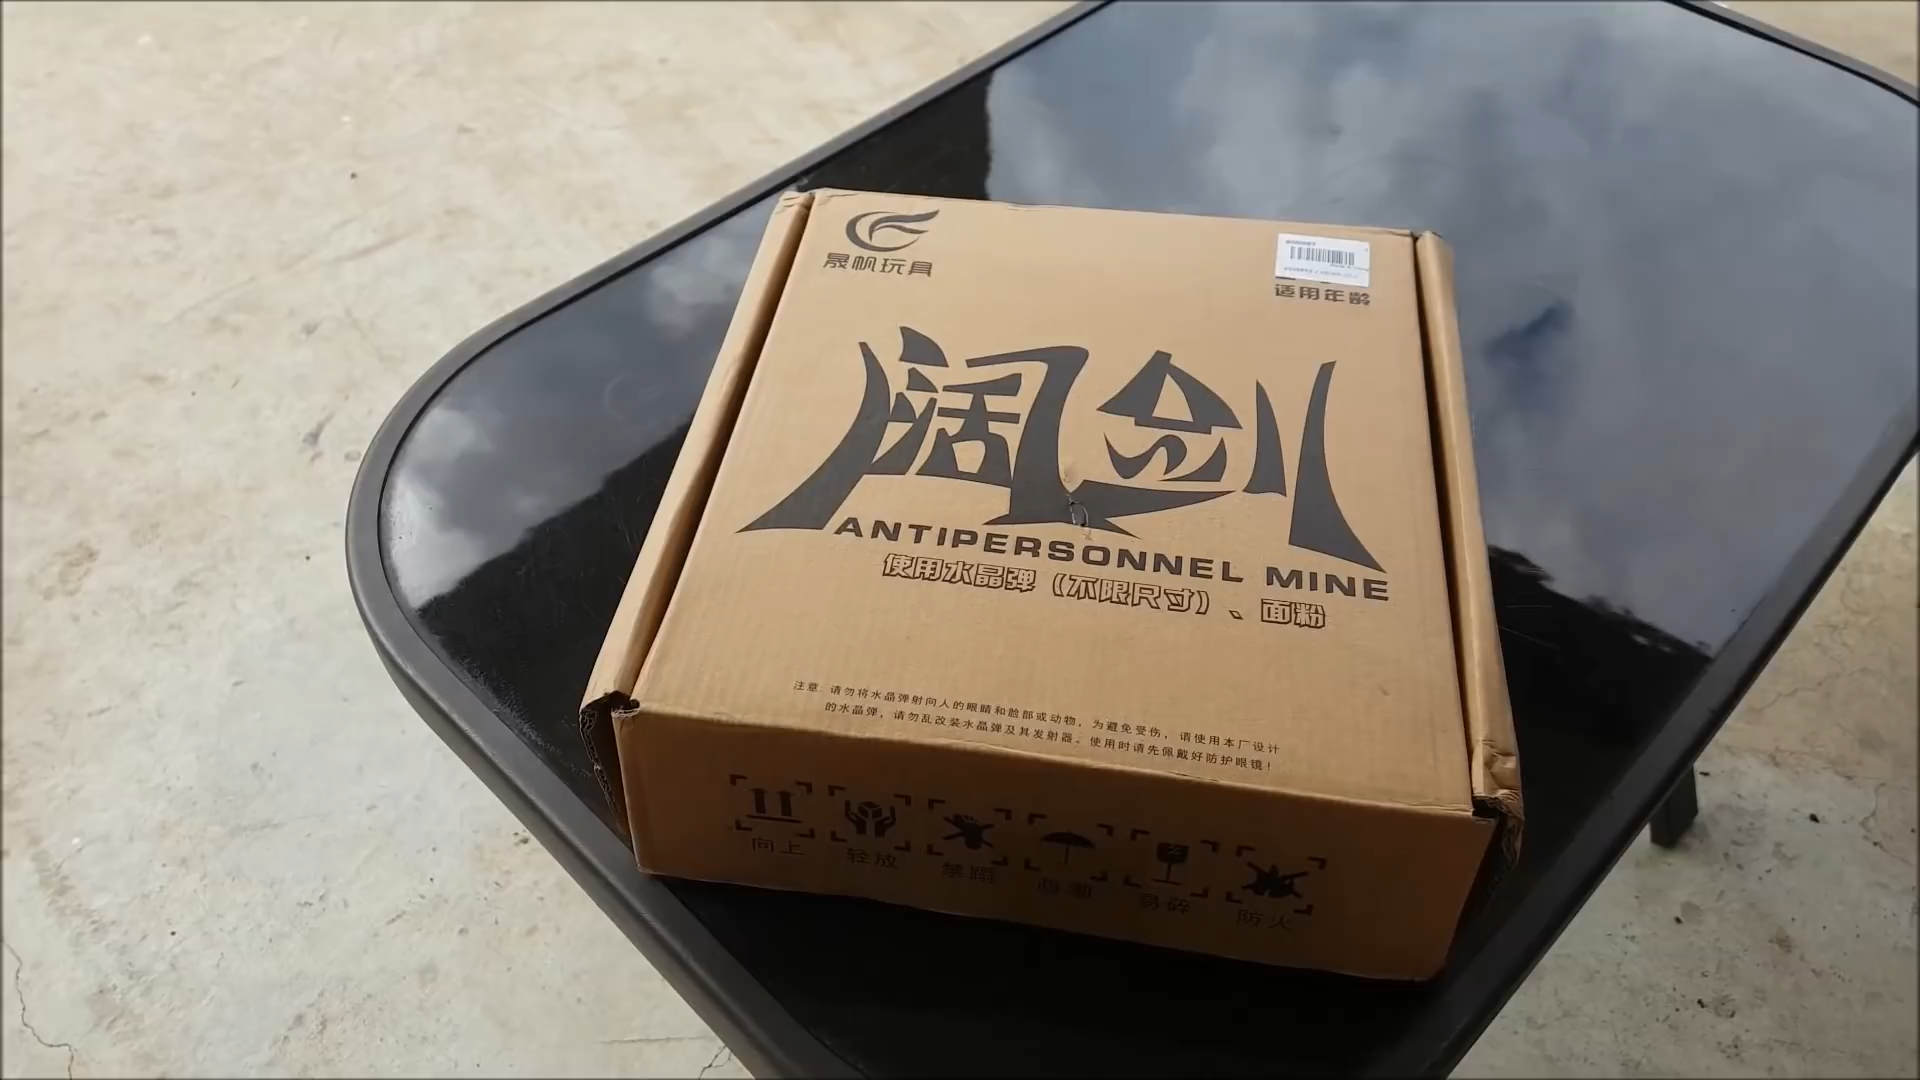 晟帆玩具
适用年龄
阔剑
ANTIPERSONNEL MINE
使用水晶弹（不限尺寸）、面粉
注意：请勿将水晶弹射向人的眼睛和脸部或动物，为避免受伤，请使用本厂设计
的水晶弹，请勿乱改装水晶弹及其发射器。使用时请先佩戴好防护眼镜！
向上 轻放 禁蹈 防潮 易碎 防火